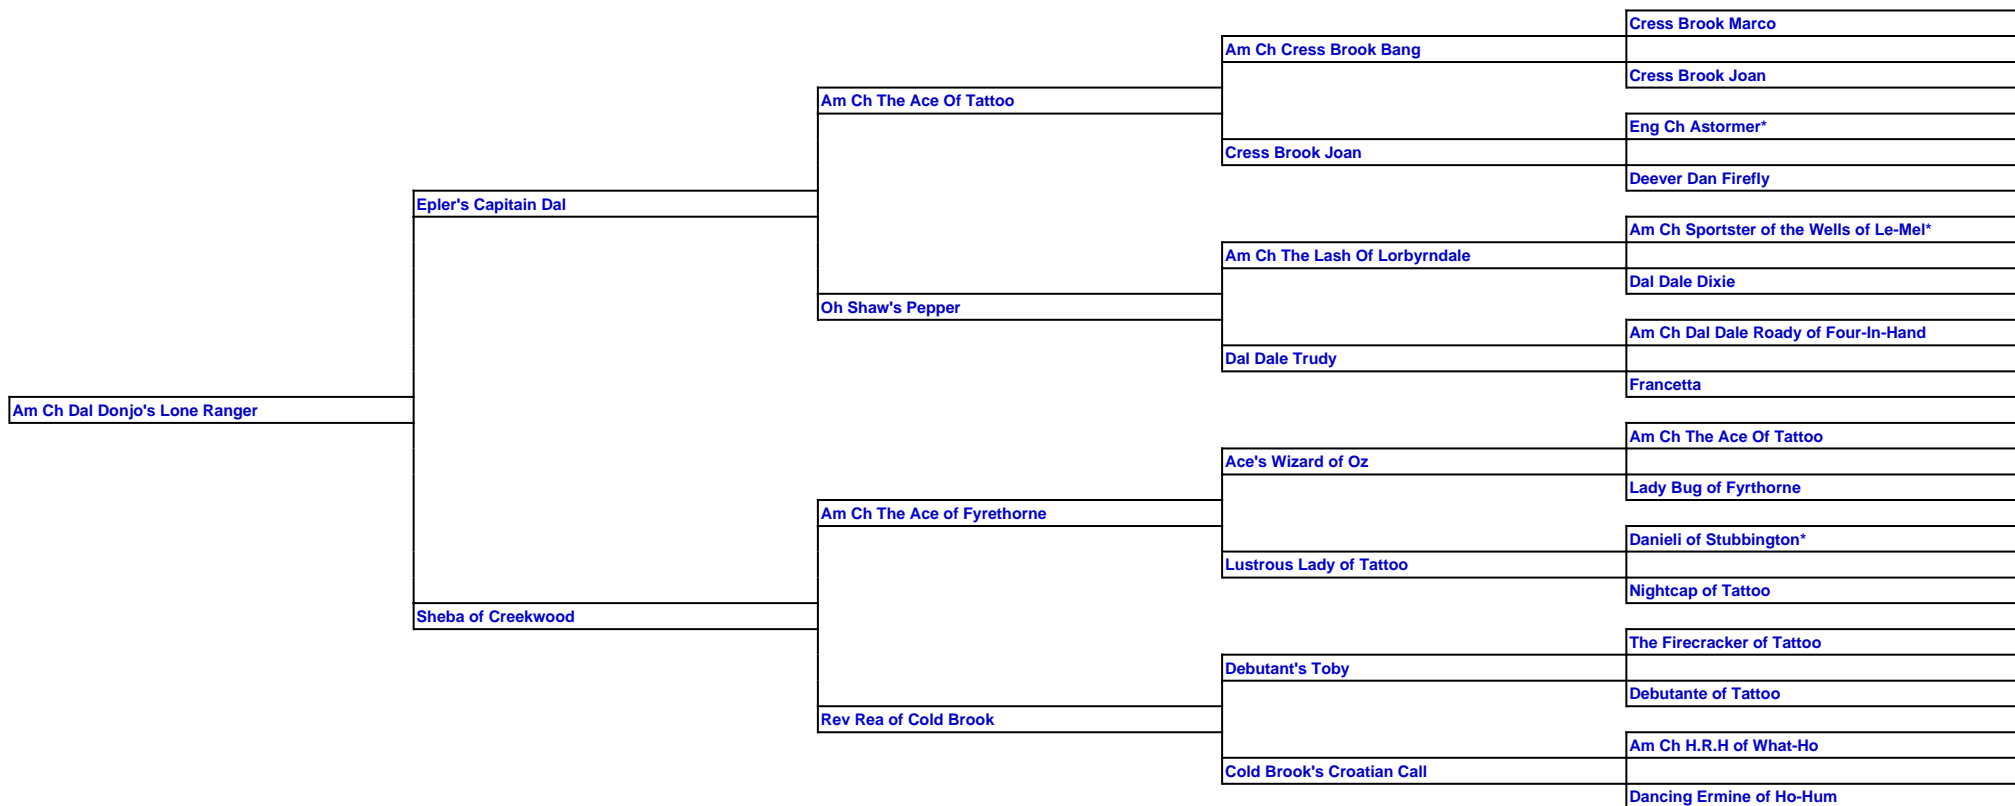 Cress Brook Marco
Am Ch Cress Brook Bang
Cress Brook Joan
Am Ch The Ace Of Tattoo
Eng Ch Astormer*
Cress Brook Joan
Deever Dan Firefly
Epler's Capitain Dal
Am Ch Sportster of the Wells of Le-Mel*
Am Ch The Lash Of Lorbyrndale
Dal Dale Dixie
Oh Shaw's Pepper
Am Ch Dal Dale Roady of Four-In-Hand
Dal Dale Trudy
Francetta
Am Ch Dal Donjo's Lone Ranger
Am Ch The Ace Of Tattoo
Ace's Wizard of Oz
Lady Bug of Fyrthorne
Am Ch The Ace of Fyrethorne
Danieli of Stubbington*
Lustrous Lady of Tattoo
Nightcap of Tattoo
Sheba of Creekwood
The Firecracker of Tattoo
Debutant's Toby
Debutante of Tattoo
Rev Rea of Cold Brook
Am Ch H.R.H of What-Ho
Cold Brook's Croatian Call
Dancing Ermine of Ho-Hum